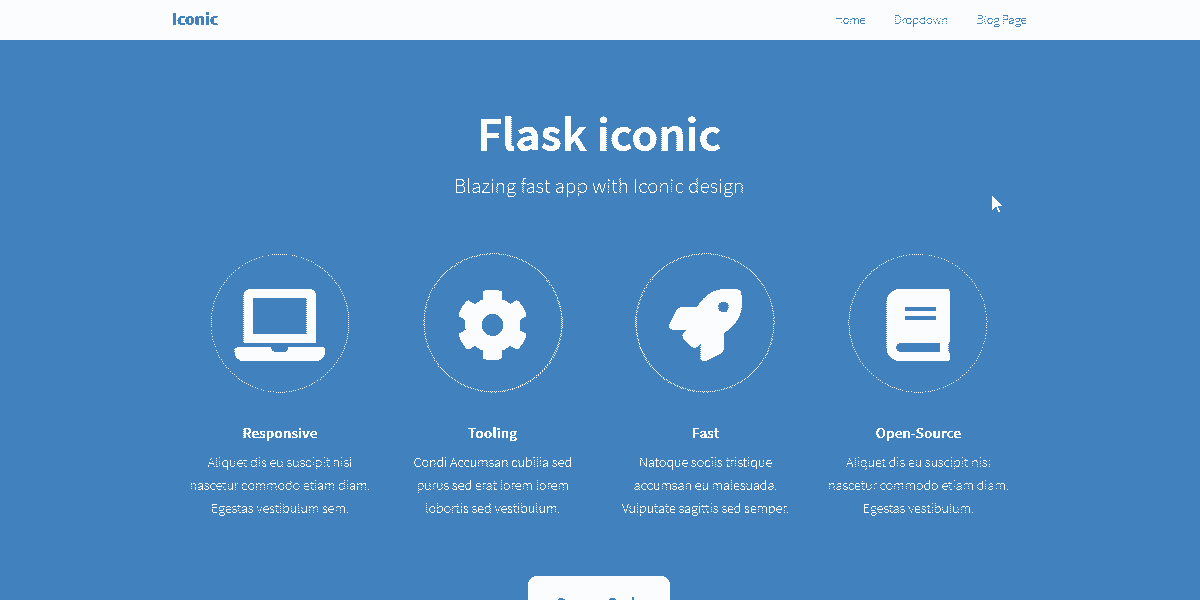 Iconic
Home Dropdown Blog Page
Flask iconic
Blazing fast app with Iconic design
Responsive Tooling Fast Open-Source
Aliquet dis eu suscipit nisl Condi Accumsan cubilia sed Natoque sociis tristique Aliquet dis eu suscipit nisl
nascetur commodo etiam diam. purus sed erat lorem lorem accumsan eu malesuada. nascetur commodo etiam diam.
Egestas vestibulum sem. lobortis sed vestibulum. Vulputate sagittis sed semper. Egestas vestibulum.